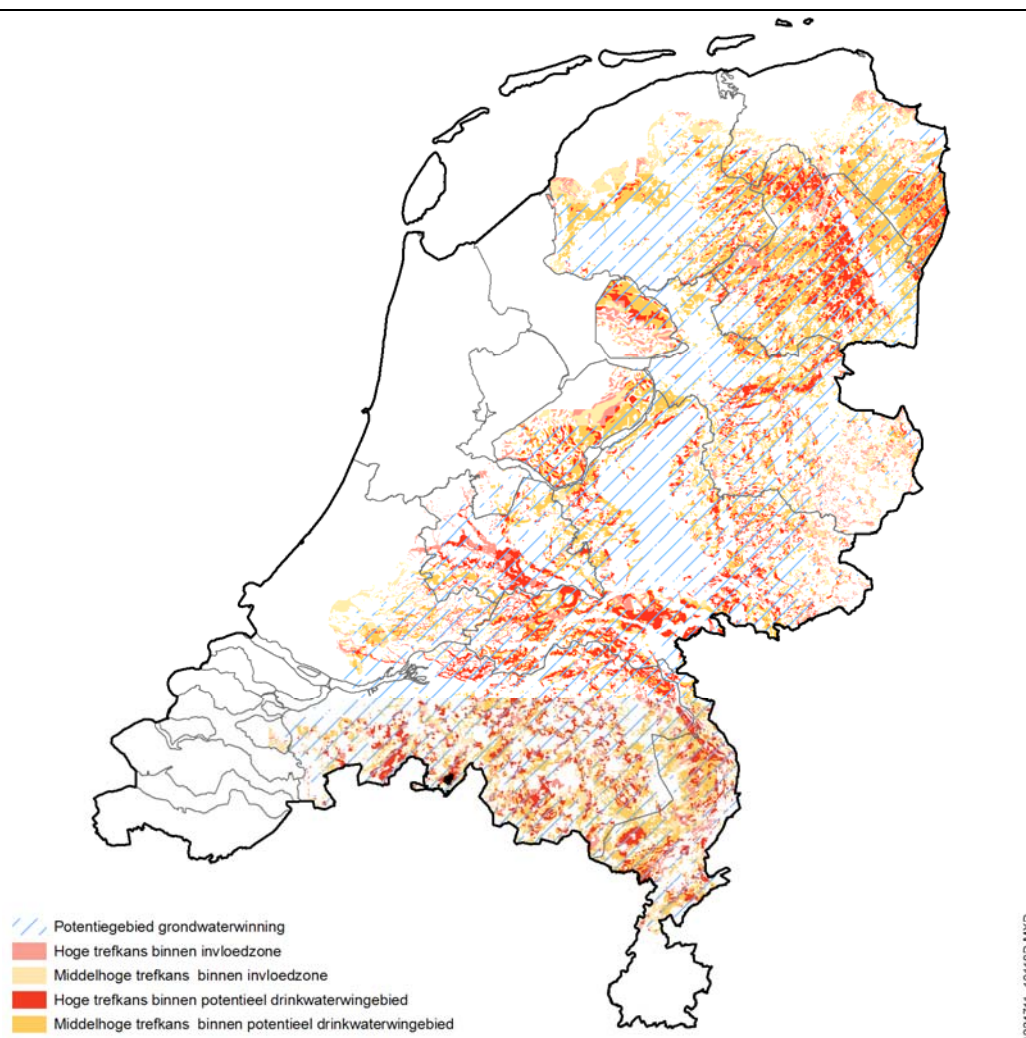 Potentiegebied grondwaterwinning
Hoge trefkans binnen invloedzone
Middelhoge trefkans binnen invloedzone
Hoge trefkans binnen potentieel drinkwaterwingebied
Middelhoge trefkans binnen potentieel drinkwaterwingebied